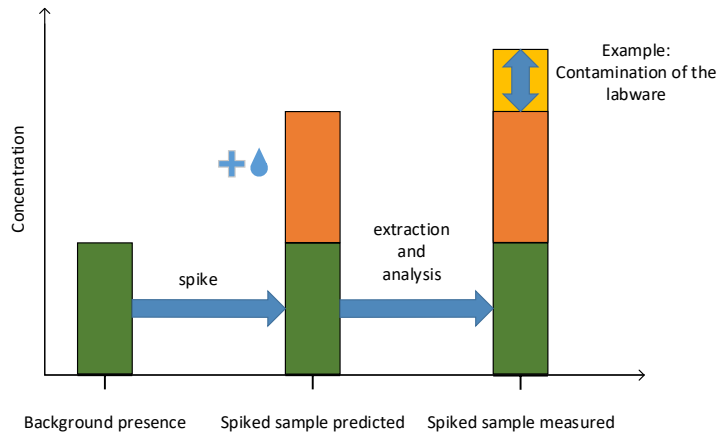 Concentration
Example:
Contamination of the
labware
spike
extraction
and
analysis
Background presence
Spiked sample predicted
Spiked sample measured